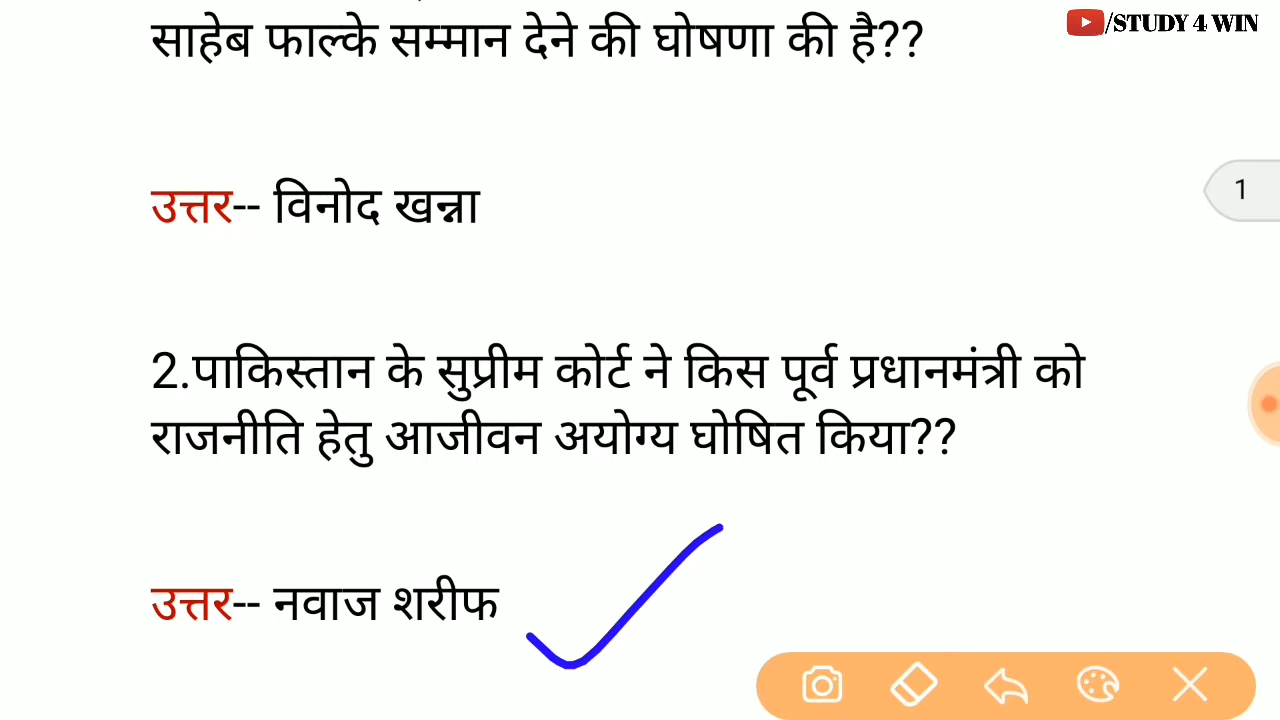 /STUDY 4 WIN
साहेब फाल्के सम्मान देने की घोषणा की है??
उत्तर-- विनोद खन्ना
1
2.पाकिस्तान के सुप्रीम कोर्ट ने किस पूर्व प्रधानमंत्री को
राजनीति हेतु आजीवन अयोग्य घोषित किया??
उत्तर-- नवाज शरीफ